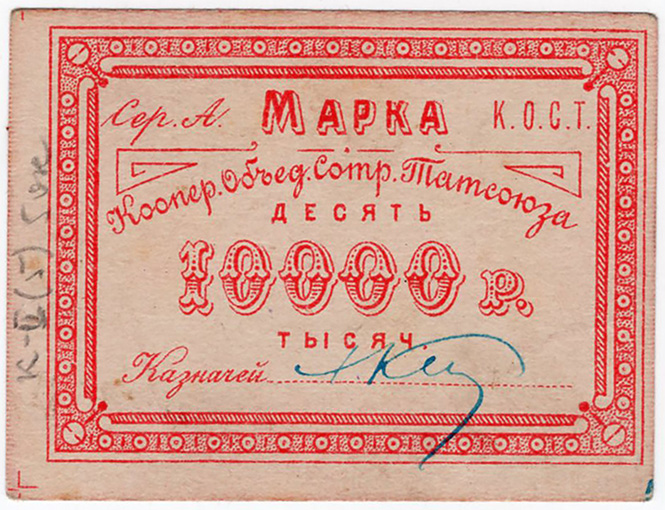 Сер. А. МАРКА К.О.С.Т.
Коопер. Объед. Сотр. Татсоюза
ДЕСЯТЬ
10000 р.
ТЫСЯЧ.
Казначей